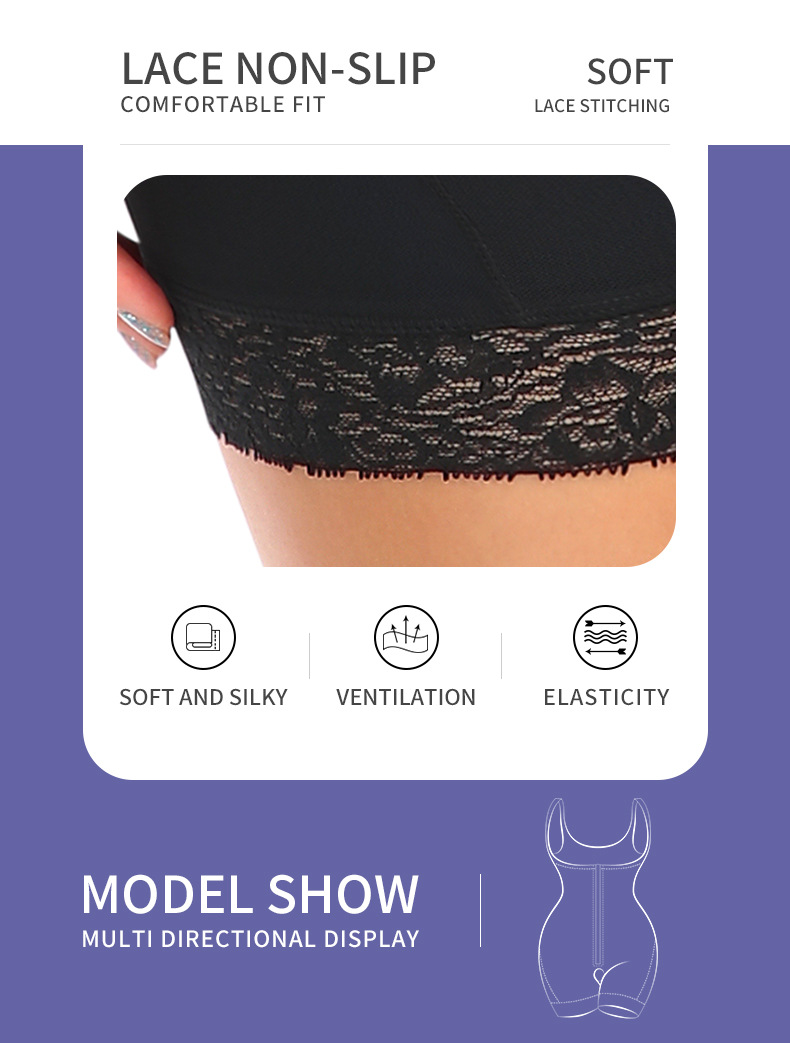 LACE NON-SLIP
COMFORTABLE FIT
SOFT
LACE STITCHING
SOFT AND SILKY
VENTILATION
ELASTICITY
MODEL SHOW
MULTI DIRECTIONAL DISPLAY